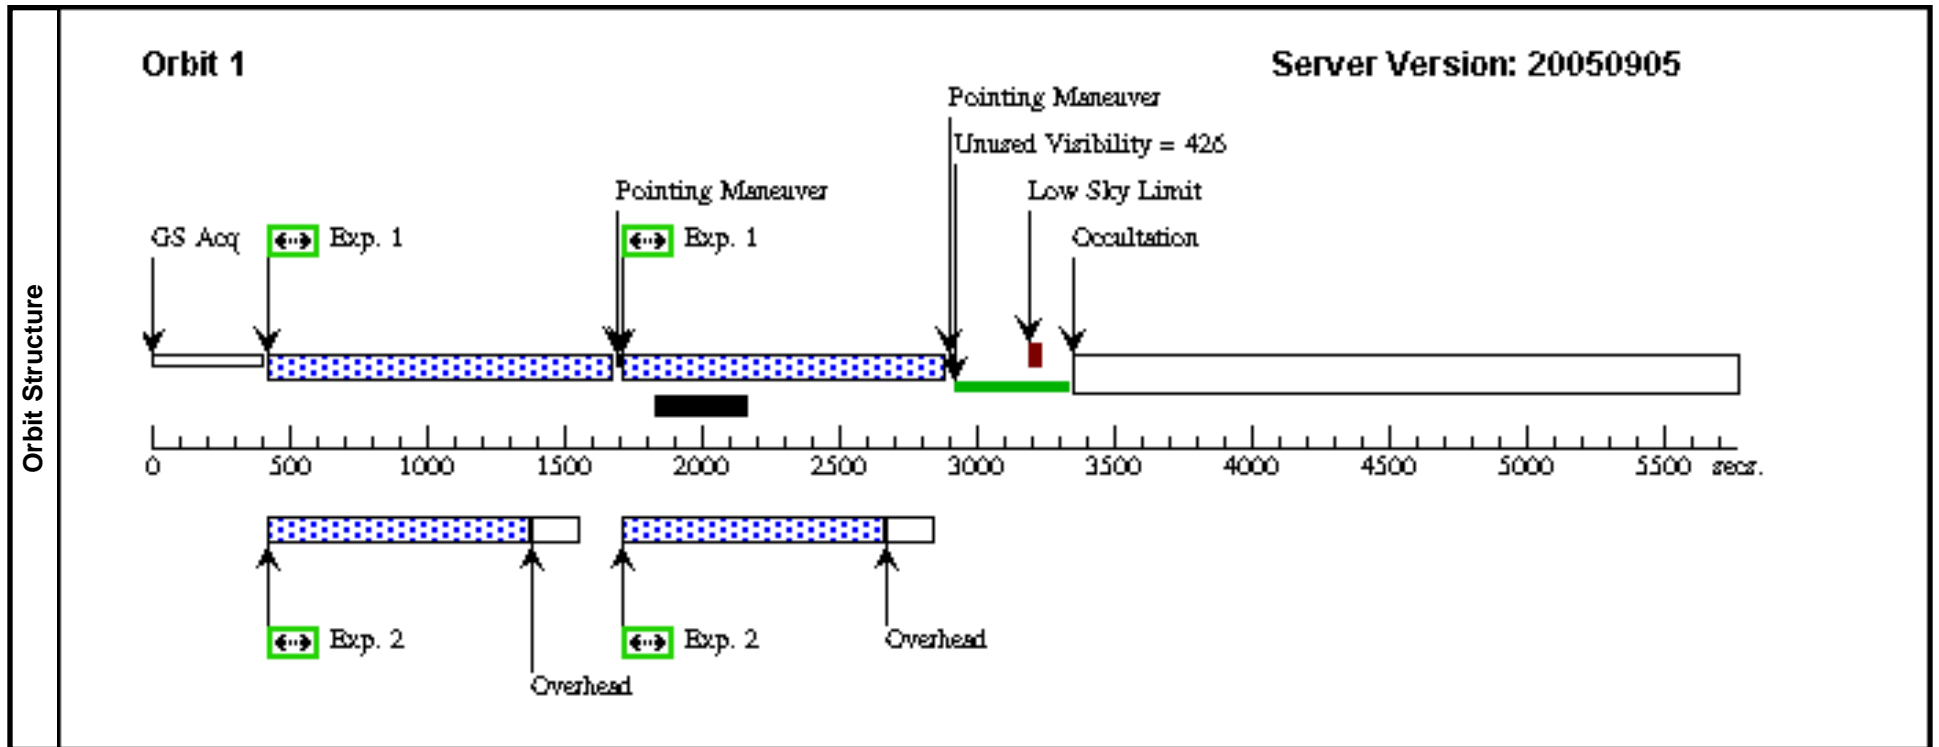 Orbit Structure
Orbit 1
Server Version: 20050905
Pointing Maneuver
Unused Visibility = 426
Pointing Maneuver
Low Sky Limit
GS Acq
Exp. 1
Exp. 1
Occultation
0 500 1000 1500 2000 2500 3000 3500 4000 4500 5000 5500 secs.
Exp. 2
Exp. 2
Overhead
Overhead